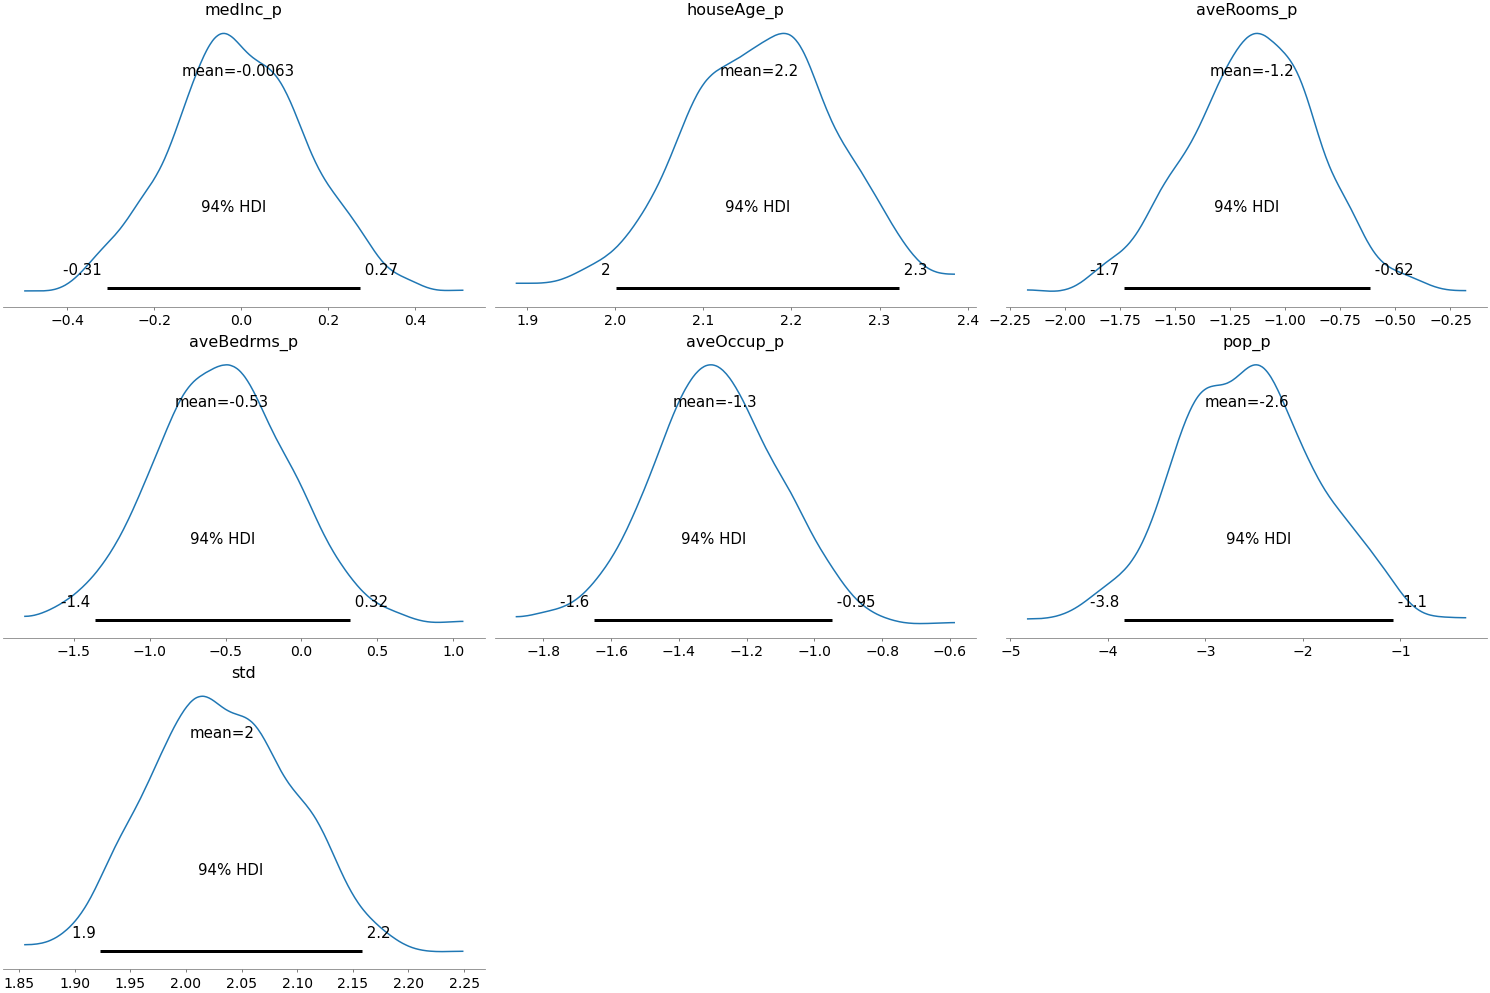 medInc_p
mean=-0.0063
94% HDI
-0.31 0.27
−0.4 −0.2 0.0 0.2 0.4
houseAge_p
mean=2.2
94% HDI
2 2.3
1.9 2.0 2.1 2.2 2.3 2.4
aveRooms_p
mean=-1.2
94% HDI
-1.7 -0.62
−2.25 −2.00 −1.75 −1.50 −1.25 −1.00 −0.75 −0.50 −0.25
aveBedrms_p
mean=-0.53
94% HDI
-1.4 0.32
−1.5 −1.0 −0.5 0.0 0.5 1.0
aveOccup_p
mean=-1.3
94% HDI
-1.6 -0.95
−1.8 −1.6 −1.4 −1.2 −1.0 −0.8 −0.6
pop_p
mean=-2.6
94% HDI
-3.8 -1.1
−5 −4 −3 −2 −1
std
mean=2
94% HDI
1.9 2.2
1.85 1.90 1.95 2.00 2.05 2.10 2.15 2.20 2.25